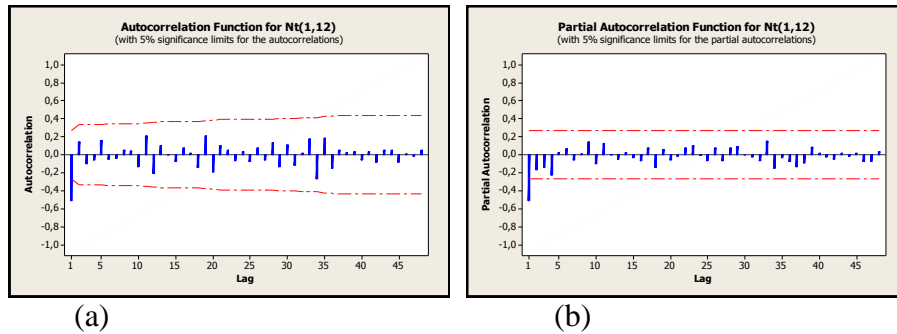 Autocorrelation Function for Nt(1,12)
(with 5% significance limits for the autocorrelations)
Autocorrelation
1,0
0,8
0,6
0,4
0,2
0,0
-0,2
-0,4
-0,6
-0,8
-1,0
1 5 10 15 20 25 30 35 40 45
Lag
(a)
Partial Autocorrelation Function for Nt(1,12)
(with 5% significance limits for the partial autocorrelations)
Partial Autocorrelation
1,0
0,8
0,6
0,4
0,2
0,0
-0,2
-0,4
-0,6
-0,8
-1,0
1 5 10 15 20 25 30 35 40 45
Lag
(b)